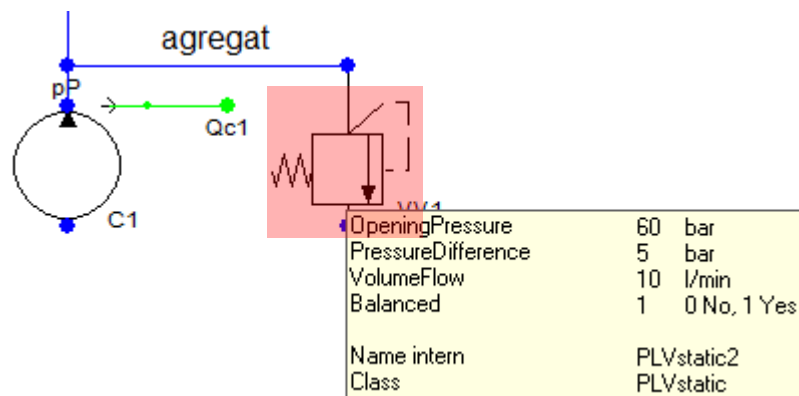 agregat
pP
Qc1
C1
VV1
OpeningPressure 60 bar
PressureDifference 5 bar
VolumeFlow 10 l/min
Balanced 1 0 No, 1 Yes
Name intern PLVstatic2
Class PLVstatic